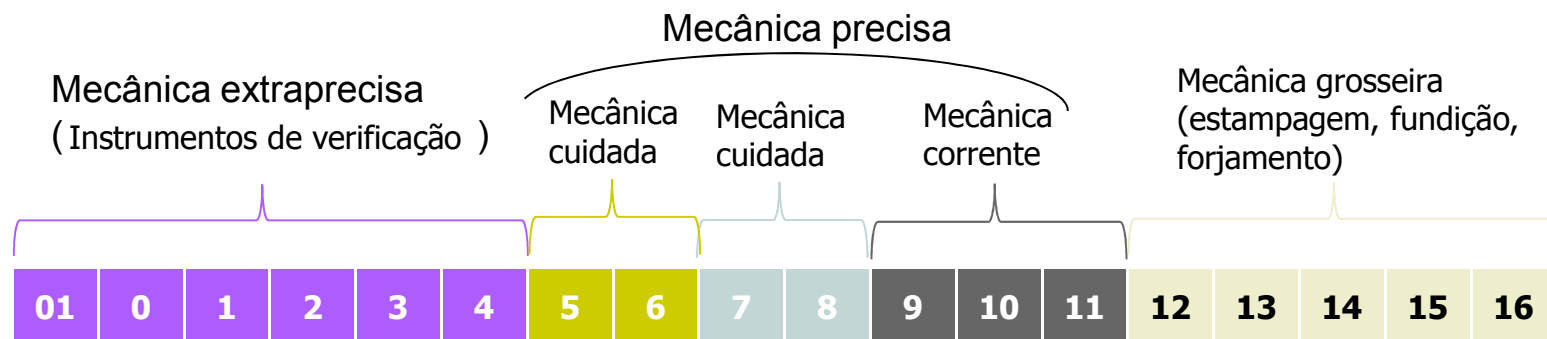 Mecânica precisa
Mecânica extraprecisa
( Instrumentos de verificação )
Mecânica
cuidada
Mecânica
cuidada
Mecânica
corrente
Mecânica grosseira
(estampagem, fundição,
forjamento)
01 0 1 2 3 4 5 6 7 8 9 10 11 12 13 14 15 16